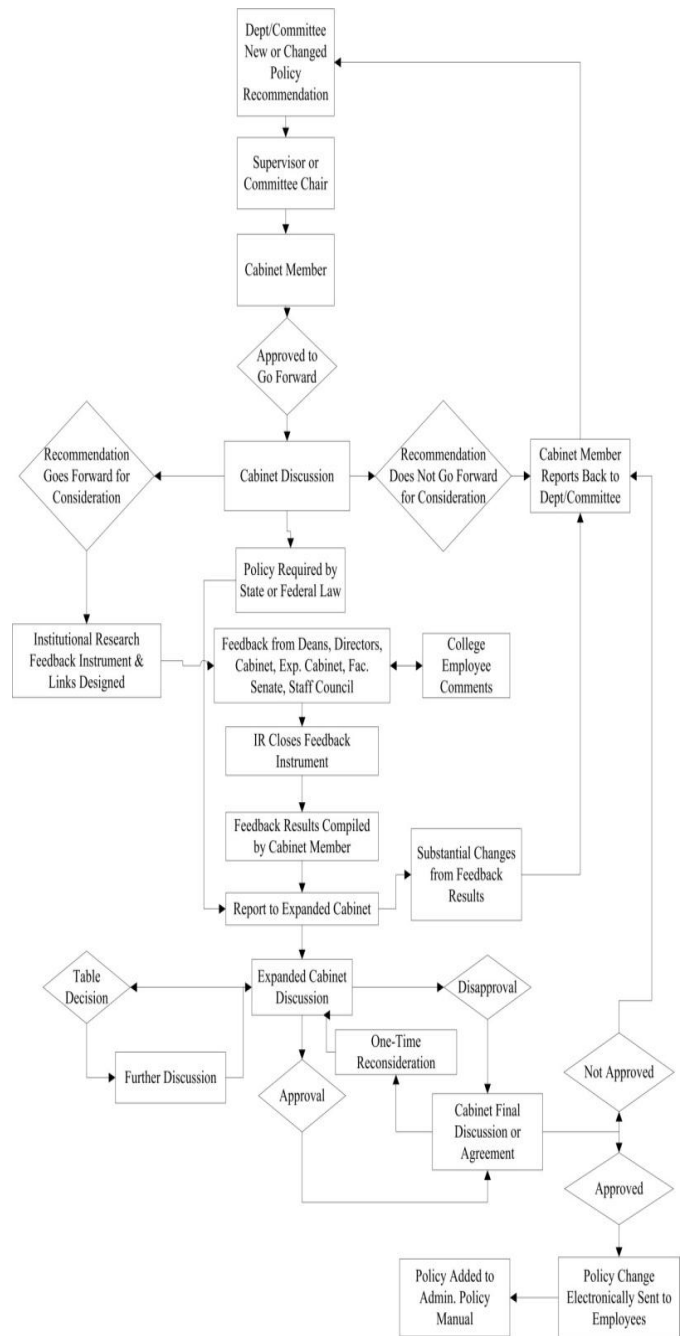 Dept/Committee
New or Changed
Policy
Recommendation
Supervisor or
Committee Chair
Cabinet Member
Approved to
Go Forward
Recommendation
Goes Forward for
Consideration
Cabinet Discussion
Recommendation
Does Not Go Forward
for Consideration
Cabinet Member
Reports Back to
Dept/Committee
Policy Required by
State or Federal Law
Institutional Research
Feedback Instrument &
Links Designed
Feedback from Deans, Directors,
Cabinet, Exp. Cabinet, Fac.
Senate, Staff Council
College
Employee
Comments
IR Closes Feedback
Instrument
Feedback Results Compiled
by Cabinet Member
Substantial Changes
from Feedback
Results
Report to Expanded Cabinet
Table
Decision
Expanded Cabinet
Discussion
Disapproval
One-Time
Reconsideration
Further Discussion
Approval
Not Approved
Cabinet Final
Discussion or
Agreement
Approved
Policy Added to
Admin. Policy
Manual
Policy Change
Electronically Sent to
Employees